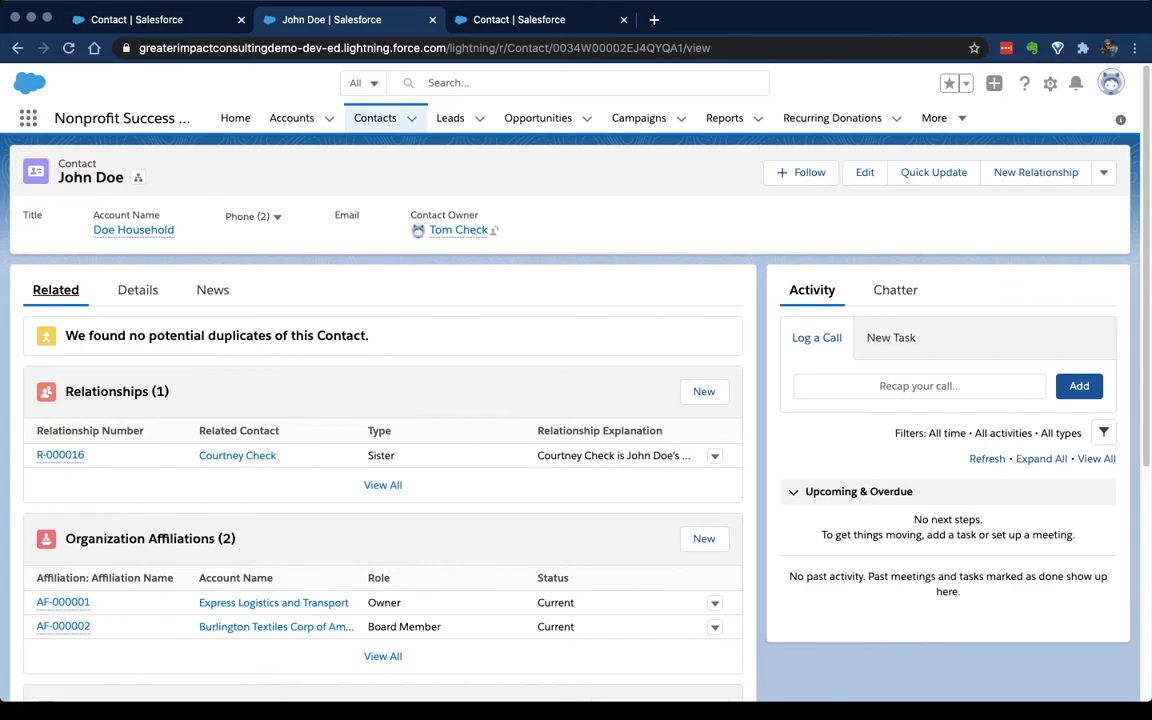 Contact | Salesforce
John Doe | Salesforce
Contact | Salesforce
greaterimpactconsultingdemo-dev-ed.lightning.force.com/lightning/r/Contact/0034W00002EJ4QYQA1/view
All
Search...
Nonprofit Success ...
Home
Accounts
Contacts
Leads
Opportunities
Campaigns
Reports
Recurring Donations
More
Contact
John Doe
+ Follow
Edit
Quick Update
New Relationship
Title
Account Name
Phone (2)
Email
Contact Owner
Doe Household
Tom Check
Related
Details
News
We found no potential duplicates of this Contact.
Relationships (1)
New
Relationship Number
Related Contact
Type
Relationship Explanation
R-000016
Courtney Check
Sister
Courtney Check is John Doe's ...
View All
Organization Affiliations (2)
New
Affiliation: Affiliation Name
Account Name
Role
Status
AF-000001
Express Logistics and Transport
Owner
Current
AF-000002
Burlington Textiles Corp of Am...
Board Member
Current
View All
Activity
Chatter
Log a Call
New Task
Recap your call...
Add
Filters: All time • All activities • All types
Refresh • Expand All • View All
Upcoming & Overdue
No next steps.
To get things moving, add a task or set up a meeting.
No past activity. Past meetings and tasks marked as done show up
here.